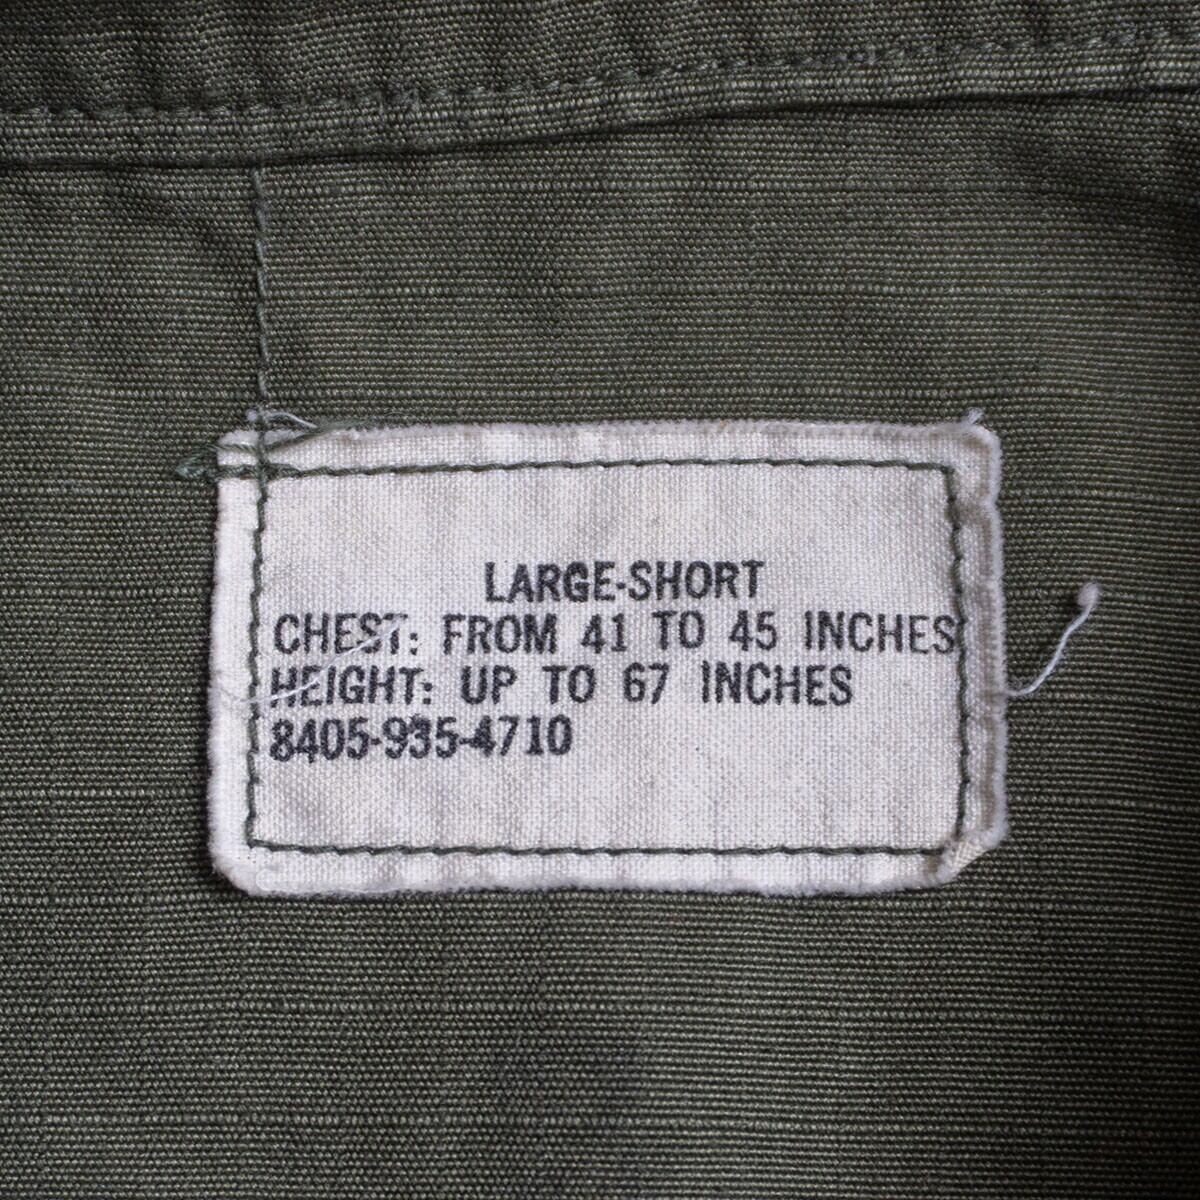 LARGE-SHORT
CHEST: FROM 41 TO 45 INCHES
HEIGHT: UP TO 67 INCHES
8405-935-4710